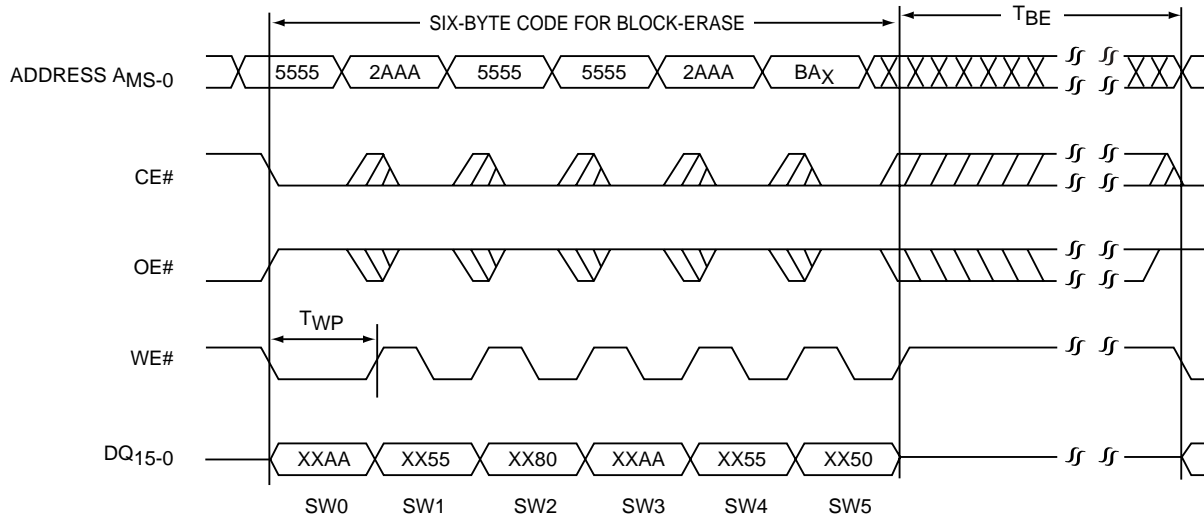 SIX-BYTE CODE FOR BLOCK-ERASE
TBE
ADDRESS AMS-0
5555 2AAA 5555 5555 2AAA BAX
CE#
OE#
TWP
WE#
DQ15-0
XXAA XX55 XX80 XXAA XX55 XX50
SW0 SW1 SW2 SW3 SW4 SW5